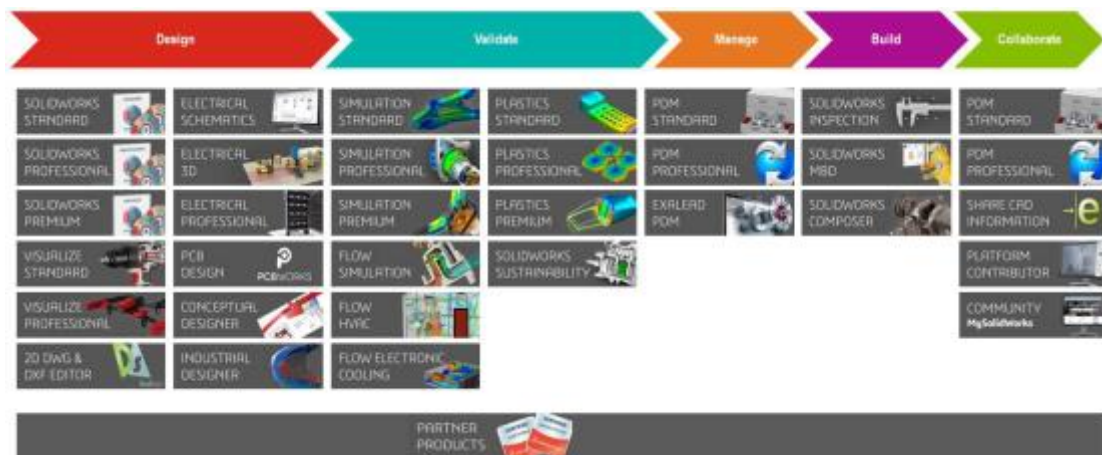 Design
Validate
Manage
Build
Collaborate
SOLIDWORKS
STANDARD
ELECTRICAL
SCHEMATICS
SIMULATION
STANDARD
PLASTICS
STANDARD
PDM
STANDARD
SOLIDWORKS
INSPECTION
PDM
STANDARD
SOLIDWORKS
PROFESSIONAL
ELECTRICAL
3D
SIMULATION
PROFESSIONAL
PLASTICS
PROFESSIONAL
PDM
PROFESSIONAL
SOLIDWORKS
MBD
PDM
PROFESSIONAL
SOLIDWORKS
PREMIUM
ELECTRICAL
PROFESSIONAL
SIMULATION
PREMIUM
PLASTICS
PREMIUM
EXALEAD
PDM
SOLIDWORKS
COMPOSER
SHARE CAD
INFORMATION
e
VISUALIZE
STANDARD
PCB
DESIGN
PCBWORKS
FLOW
SIMULATION
SOLIDWORKS
SUSTAINABILITY
PLATFORM
CONTRIBUTOR
VISUALIZE
PROFESSIONAL
CONCEPTUAL
DESIGNER
FLOW
HVAC
COMMUNITY
MySolidWorks
2D DWG &
DXF EDITOR
INDUSTRIAL
DESIGNER
FLOW ELECTRONIC
COOLING
PARTNER
PRODUCTS